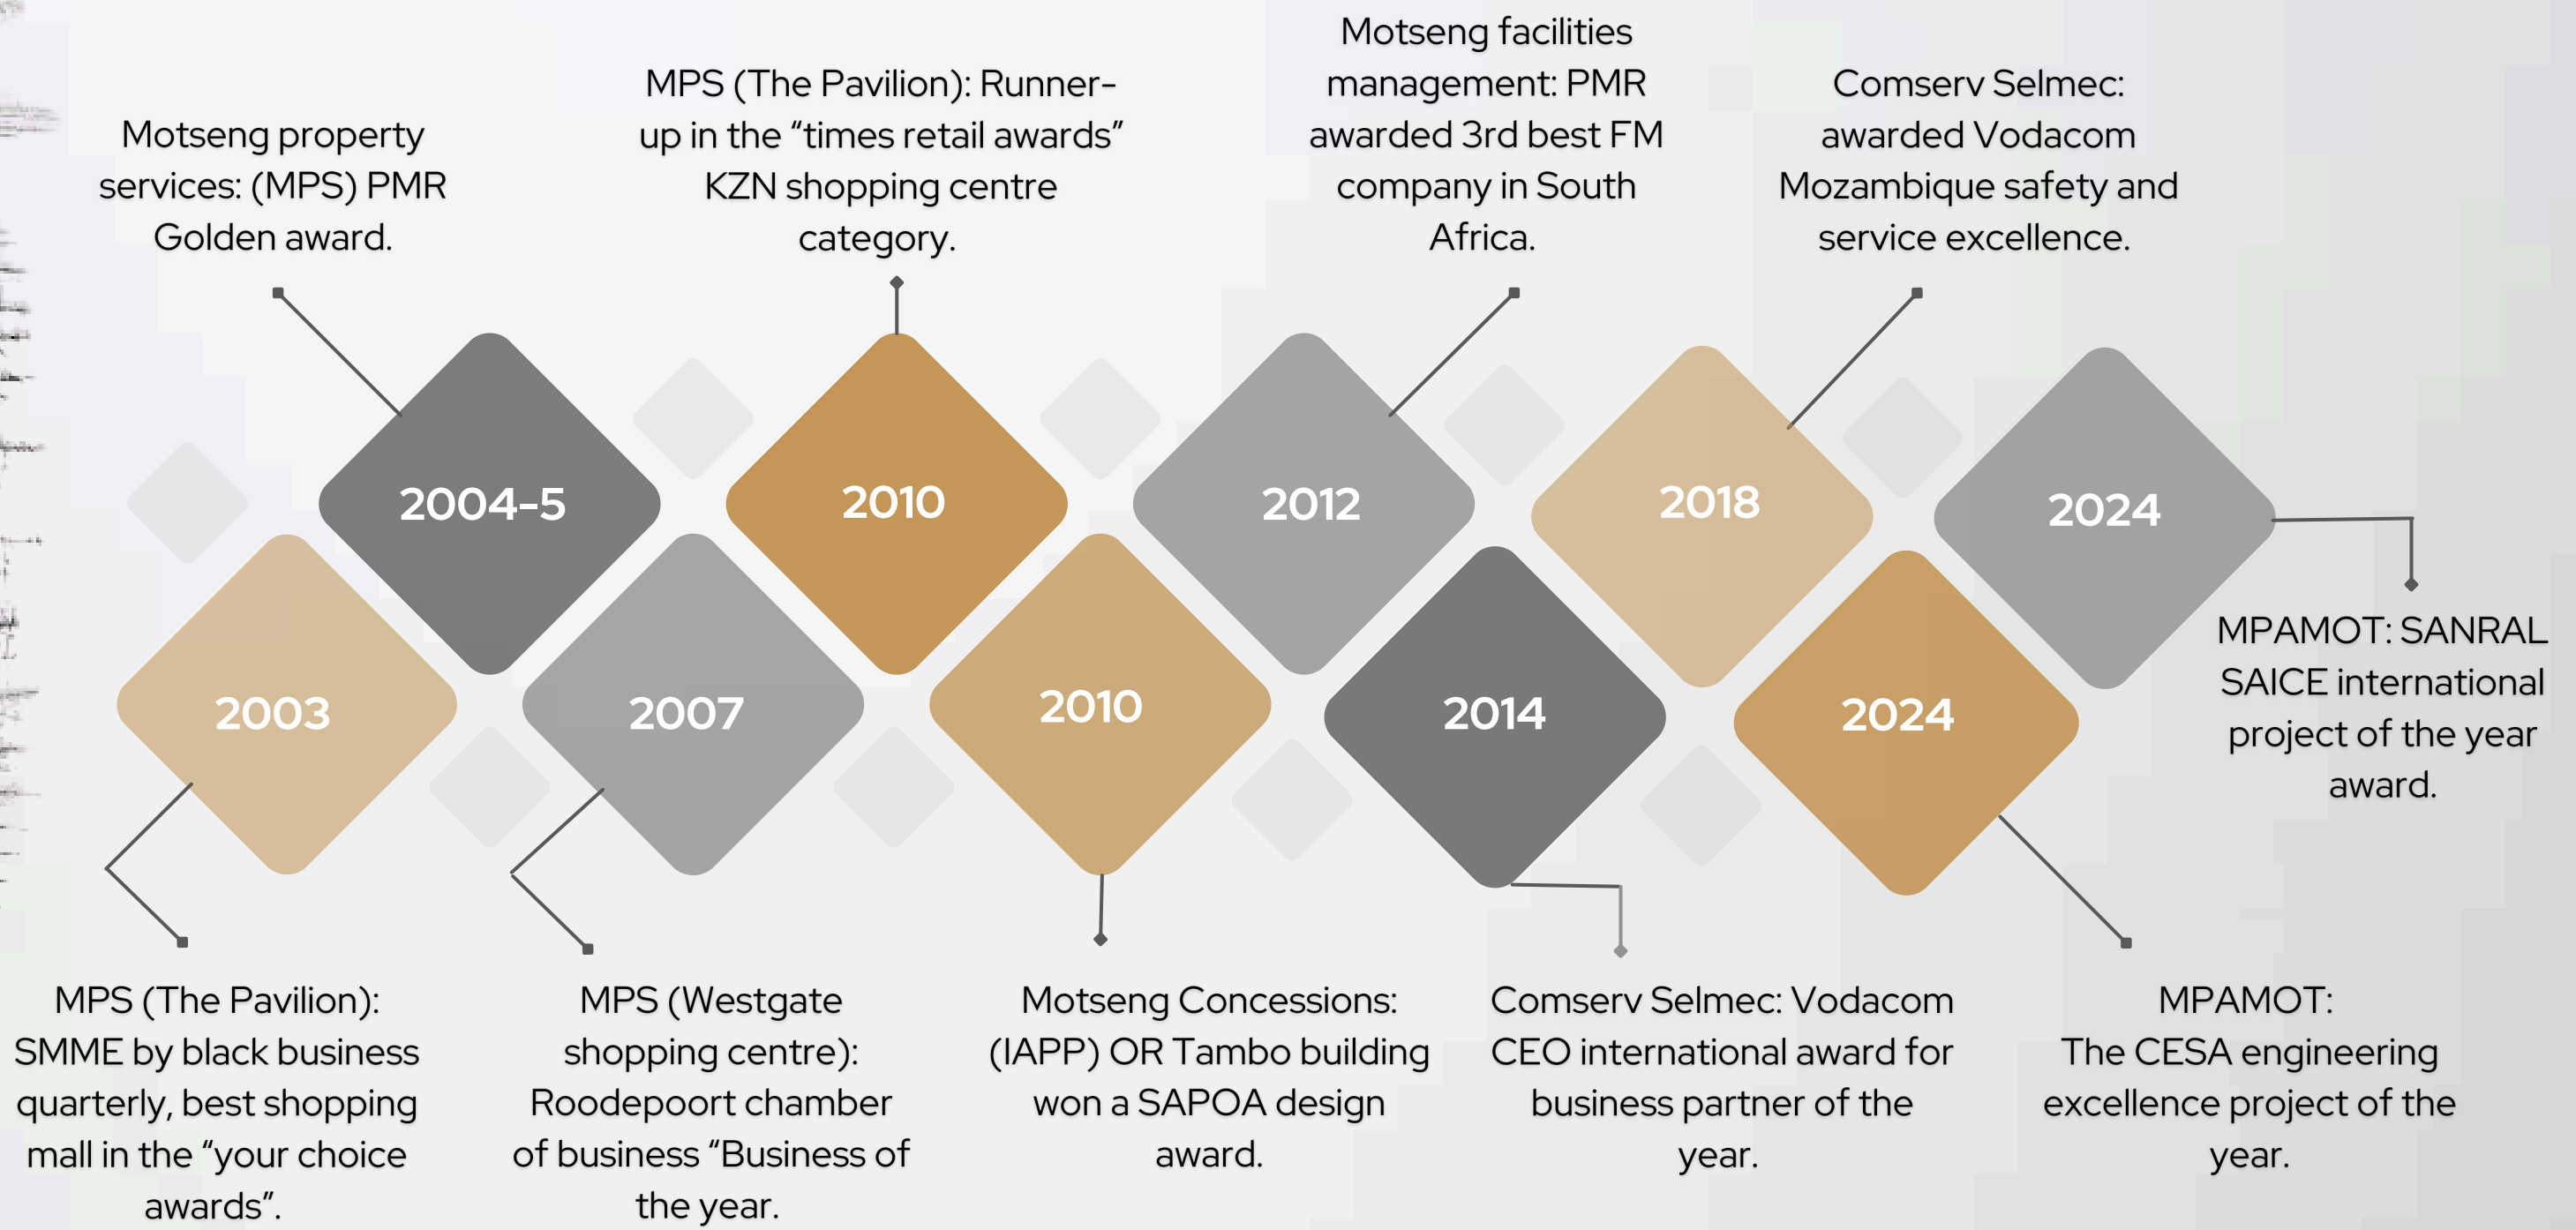 Motseng property
services: (MPS) PMR
Golden award.
MPS (The Pavilion): Runner-
up in the “times retail awards”
KZN shopping centre
category.
Motseng facilities
management: PMR
awarded 3rd best FM
company in South
Africa.
Comserv Selmec:
awarded Vodacom
Mozambique safety and
service excellence.
2004-5
2010
2012
2018
2024
2003
2007
2010
2014
2024
MPAMOT: SANRAL
SAICE international
project of the year
award.
MPS (The Pavilion):
SMME by black business
quarterly, best shopping
mall in the “your choice
awards”.
MPS (Westgate
shopping centre):
Roodepoort chamber
of business “Business of
the year.
Motseng Concessions:
(IAPP) OR Tambo building
won a SAPOA design
award.
Comserv Selmec: Vodacom
CEO international award for
business partner of the
year.
MPAMOT:
The CESA engineering
excellence project of the
year.